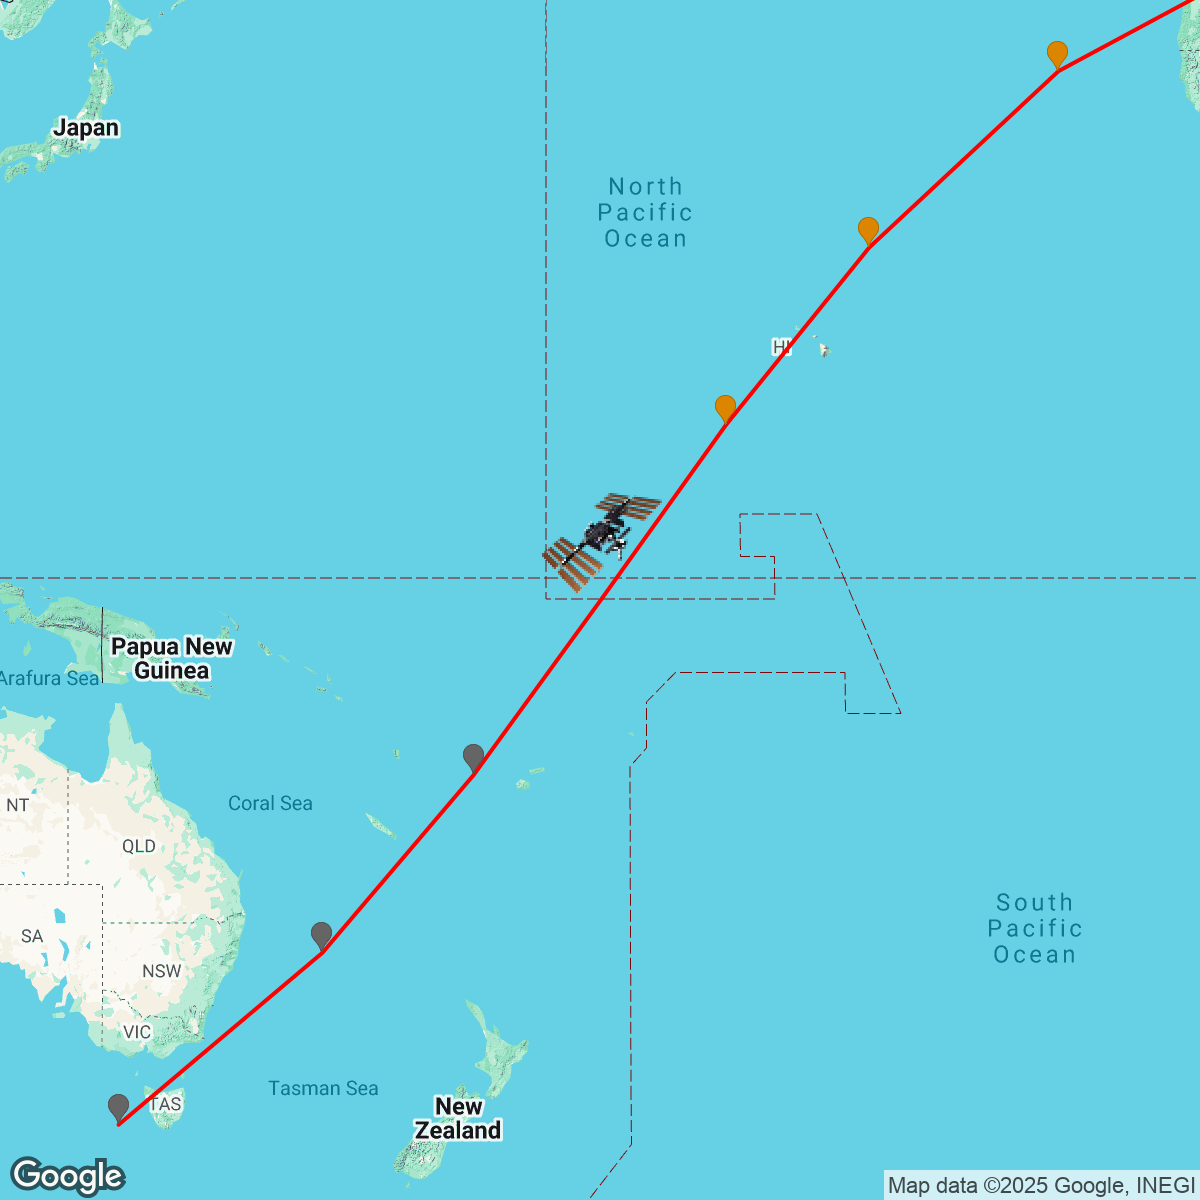 Japan
North
Pacific
Ocean
HI
Papua New
Guinea
Arafura Sea
Coral Sea
NT
QLD
SA
NSW
VIC
TAS
Tasman Sea
New
Zealand
South
Pacific
Ocean
Google
Map data ©2025 Google, INEGI